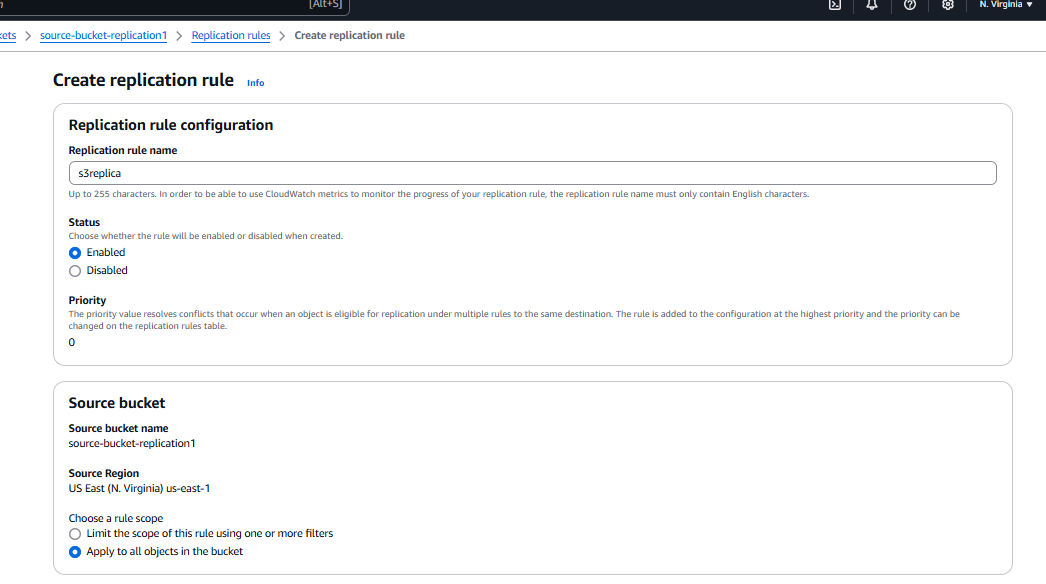 [Alt+S]
N. Virginia
source-bucket-replication1 > Replication rules > Create replication rule
Create replication rule Info
Replication rule configuration
Replication rule name
s3replica
Up to 255 characters. In order to be able to use CloudWatch metrics to monitor the progress of your replication rule, the replication rule name must only contain English characters.
Status
Choose whether the rule will be enabled or disabled when created.
Enabled
Disabled
Priority
The priority value resolves conflicts that occur when an object is eligible for replication under multiple rules to the same destination. The rule is added to the configuration at the highest priority and the priority can be
changed on the replication rules table.
0
Source bucket
Source bucket name
source-bucket-replication1
Source Region
US East (N. Virginia) us-east-1
Choose a rule scope
Limit the scope of this rule using one or more filters
Apply to all objects in the bucket